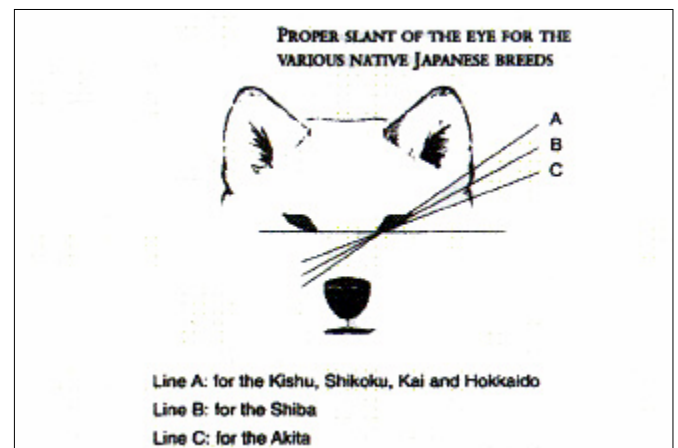 PROPER SLANT OF THE EYE FOR THE
VARIOUS NATIVE JAPANESE BREEDS
A
B
C
Line A: for the Kishu, Shikoku, Kai and Hokkaido
Line B: for the Shiba
Line C: for the Akita